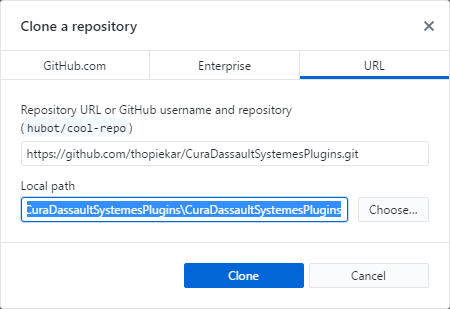 Clone a repository
GitHub.com Enterprise URL
Repository URL or GitHub username and repository
(hubot/cool-repo)
https://github.com/thopiekar/CuraDassaultSystemesPlugins.git
Local path
CuraDassaultSystemesPlugins\CuraDassaultSystemesPlugins Choose...
Clone Cancel